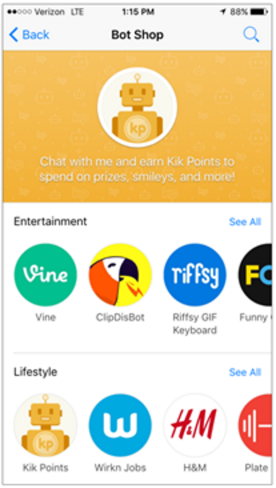 Verizon LTE 1:15 PM 88%
Back Bot Shop
kp
Chat with me and earn Kik Points to
spend on prizes, smileys, and more!
Entertainment See All
Vine RIFFSY FC
Vine ClipDisBot Riffsy GIF Funny
Keyboard
Lifestyle See All
kp W H&M
Kik Points Wirkn Jobs H&M Plate